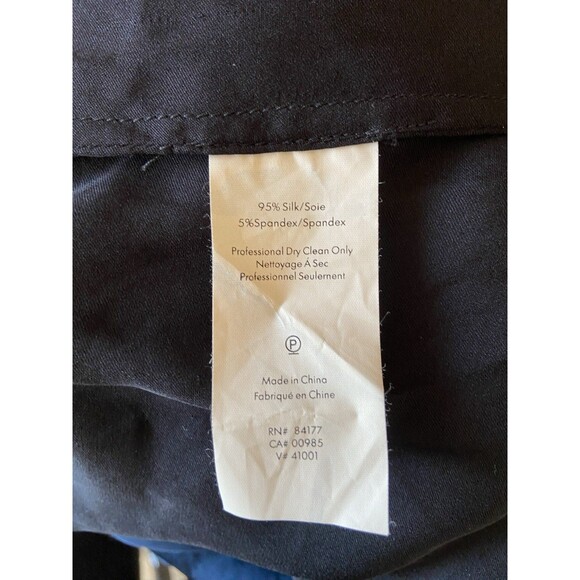 95% Silk/Soie
5%Spandex/Spandex
Professional Dry Clean Only
Nettoyage À Sec
Professionnel Seulement
P
Made in China
Fabriqué en Chine
RN# 84177
CA# 00985
V# 41001